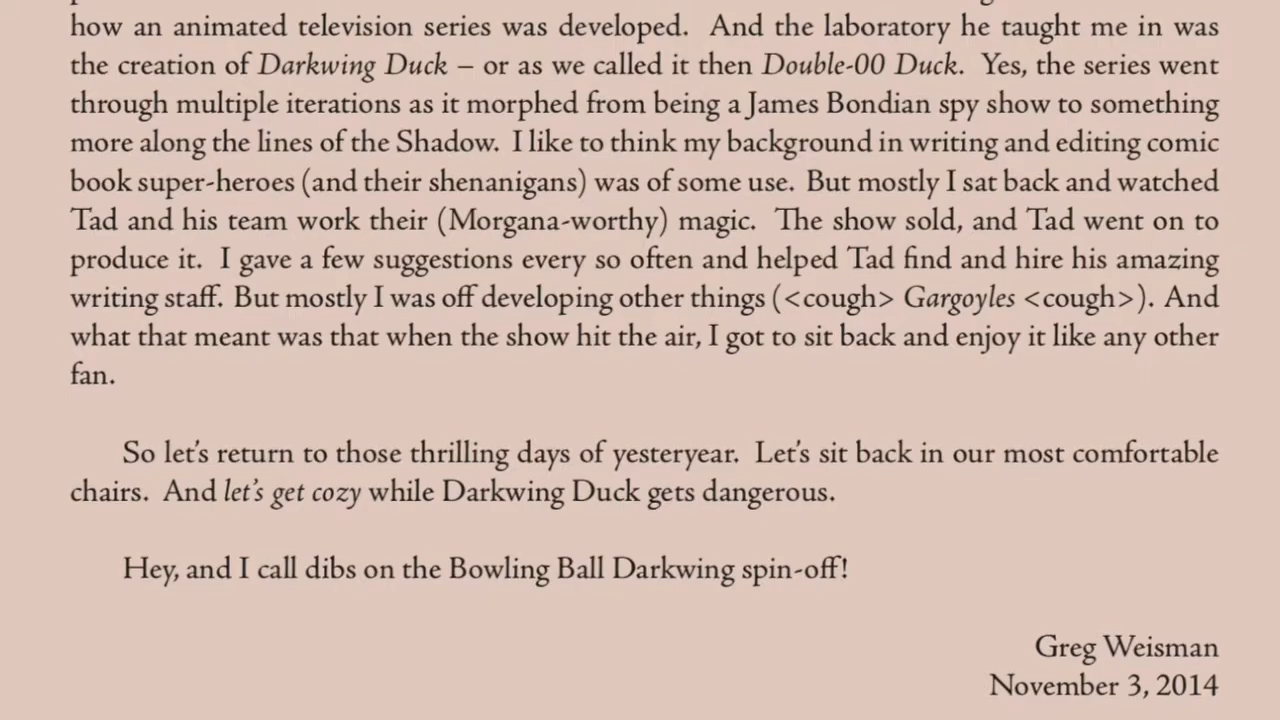 how an animated television series was developed. And the laboratory he taught me in was
the creation of Darkwing Duck – or as we called it then Double-00 Duck. Yes, the series went
through multiple iterations as it morphed from being a James Bondian spy show to something
more along the lines of the Shadow. I like to think my background in writing and editing comic
book super-heroes (and their shenanigans) was of some use. But mostly I sat back and watched
Tad and his team work their (Morgana-worthy) magic. The show sold, and Tad went on to
produce it. I gave a few suggestions every so often and helped Tad find and hire his amazing
writing staff. But mostly I was off developing other things (<cough> Gargoyles <cough>). And
what that meant was that when the show hit the air, I got to sit back and enjoy it like any other
fan.
So let's return to those thrilling days of yesteryear. Let's sit back in our most comfortable
chairs. And let's get cozy while Darkwing Duck gets dangerous.
Hey, and I call dibs on the Bowling Ball Darkwing spin-off!
Greg Weisman
November 3, 2014